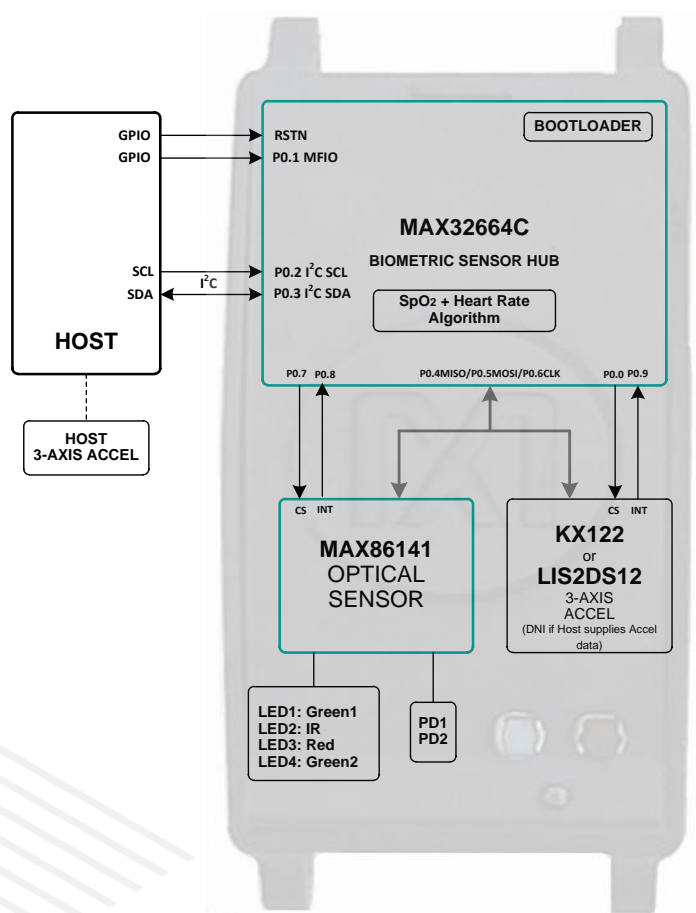 BOOTLOADER
GPIO
RSTN
GPIO
P0.1 MFIO
MAX32664C
BIOMETRIC SENSOR HUB
SCL
P0.2 I²C SCL
I²C
SDA
P0.3 I²C SDA
SpO2 + Heart Rate
Algorithm
HOST
P0.7
P0.8
P0.4MISO/P0.5MOSI/P0.6CLK
P0.0
P0.9
HOST
3-AXIS ACCEL
CS
INT
MAX86141
OPTICAL
SENSOR
CS
INT
KX122
or
LIS2DS12
3-AXIS
ACCEL
(DNI if Host supplies Accel
data)
LED1: Green1
LED2: IR
LED3: Red
LED4: Green2
PD1
PD2